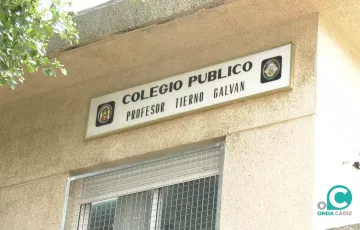 COLEGIO PUBLICO
PROFESOR TIERNO GALVAN
ONDA CÁDIZ